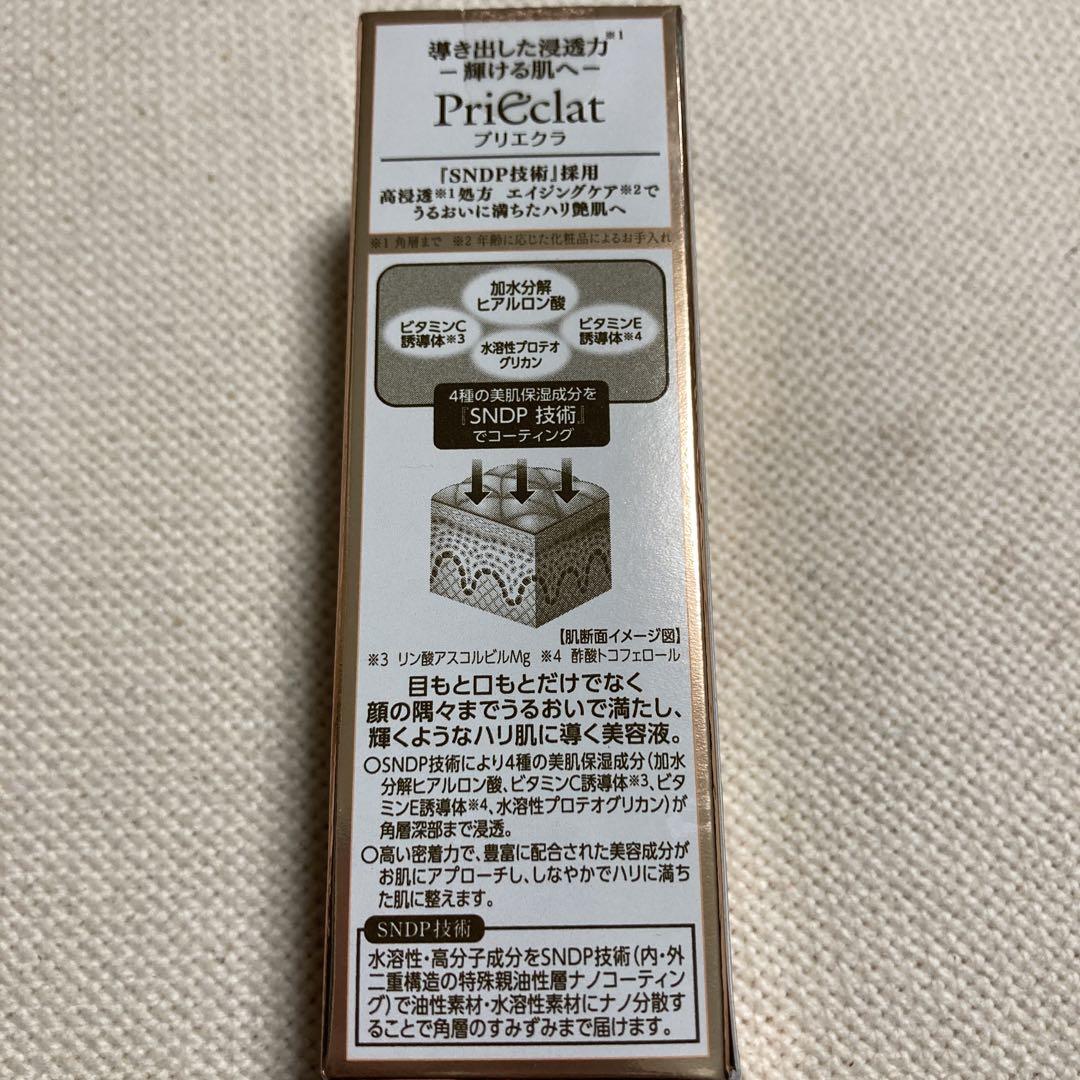 導き出した浸透力※1
－輝ける肌へ－
PriEclat
プリエクラ
『SNDP技術』採用
高浸透※1処方 エイジングケア※2で
うるおいに満ちたハリ艶肌へ
※1 角層まで ※2 年齢に応じた化粧品によるお手入れ
加水分解
ヒアルロン酸
ビタミンC
誘導体※3
ビタミンE
誘導体※4
水溶性プロテオ
グリカン
4種の美肌保湿成分を
『SNDP 技術』
でコーティング
【肌断面イメージ図】
※3 リン酸アスコルビルMg ※4 酢酸トコフェロール
目もと口もとだけでなく
顔の隅々までうるおいで満たし、
輝くようなハリ肌に導く美容液。
○SNDP技術により4種の美肌保湿成分(加水
分解ヒアルロン酸、ビタミンC誘導体※3、ビタ
ミンE誘導体※4、水溶性プロテオグリカン)が
角層深部まで浸透。
○高い密着力で、豊富に配合された美容成分が
お肌にアプローチし、しなやかでハリに満ち
た肌に整えます。
SNDP技術
水溶性・高分子成分をSNDP技術(内・外
二重構造の特殊親油性層ナノコーティン
グ)で油性素材・水溶性素材にナノ分散す
ることで角層のすみずみまで届けます。